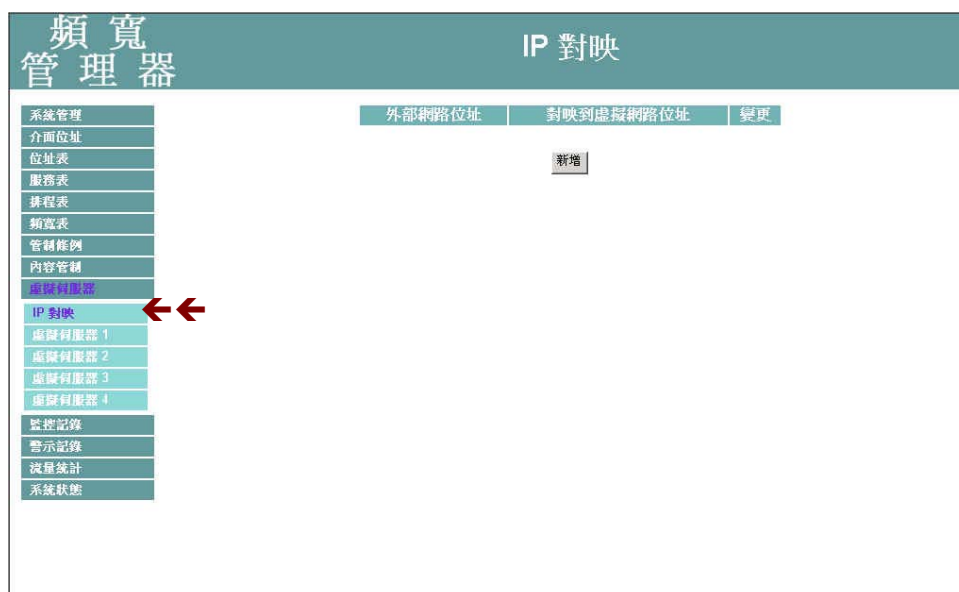 頻 寬
管 理 器
IP 對映
系統管理
介面位址
位址表
服務表
排程表
頻寬表
管制條例
內容管制
虛擬伺服器
IP 對映
虛擬伺服器 1
虛擬伺服器 2
虛擬伺服器 3
虛擬伺服器 4
監控記錄
警示記錄
流量統計
系統狀態
外部網路位址 對映到虛擬網路位址 變更
新增